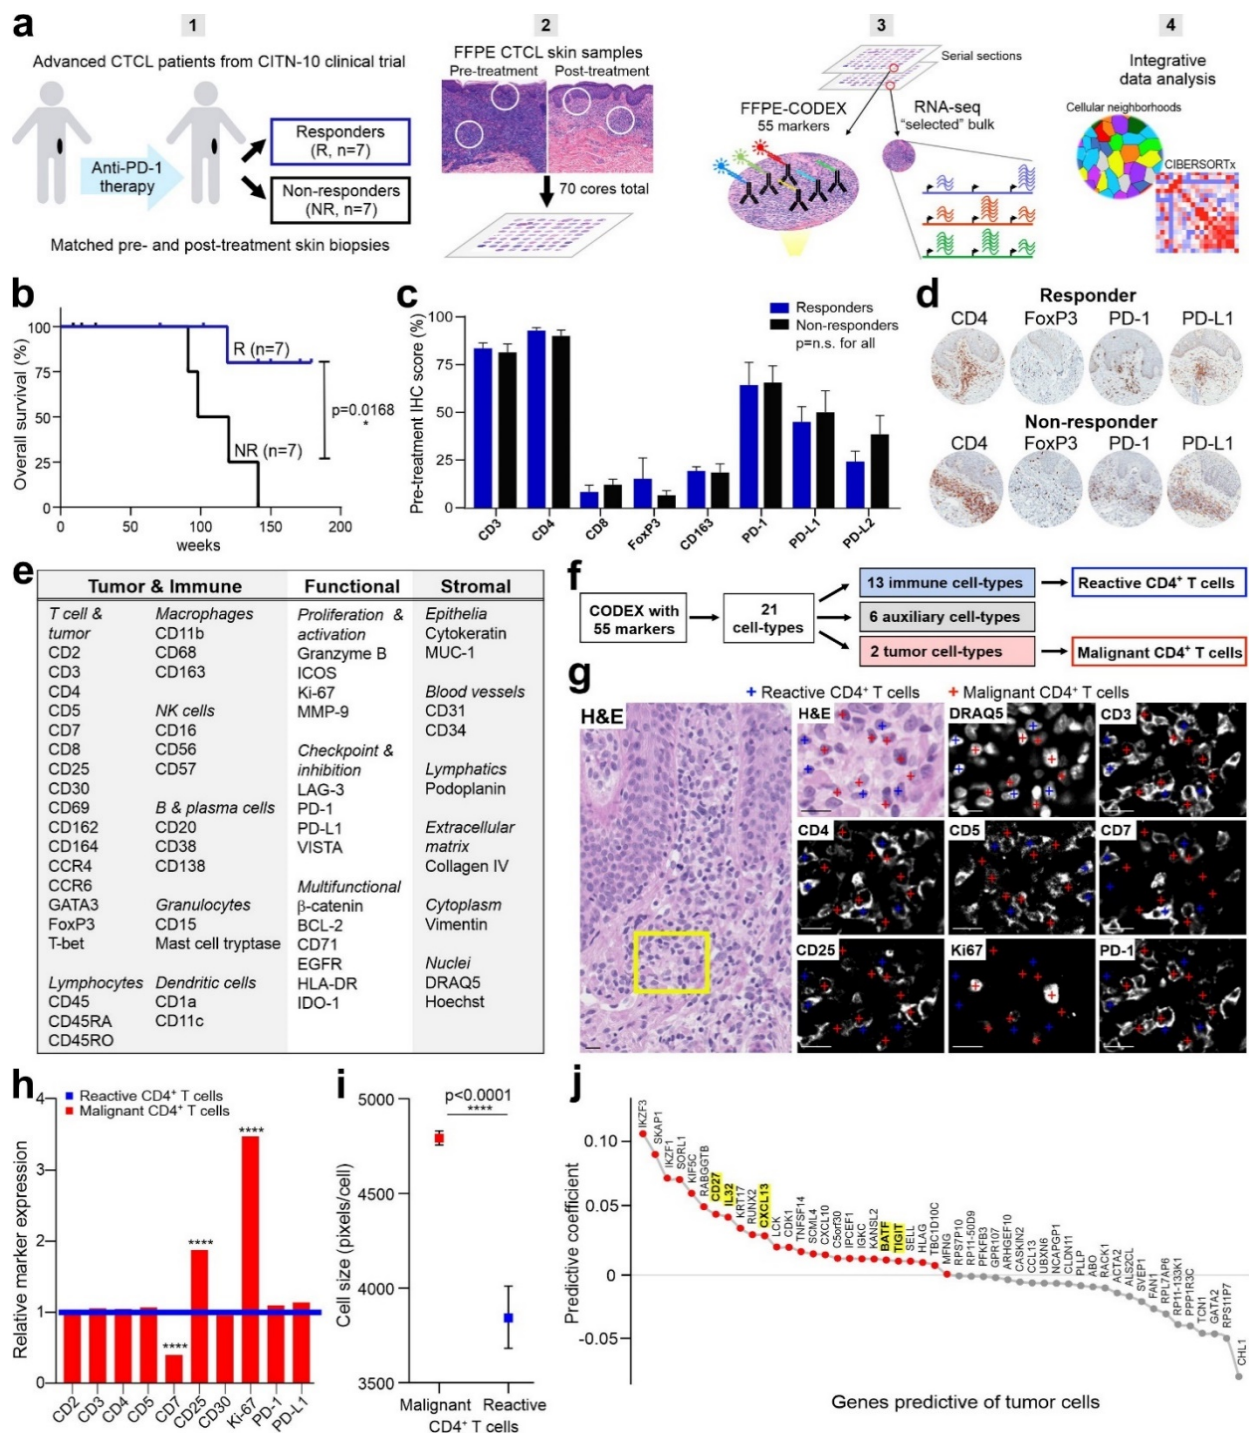 a
1
Advanced CTCL patients from CITN-10 clinical trial
Anti-PD-1
therapy
Responders
(R, n=7)
Non-responders
(NR, n=7)
Matched pre- and post-treatment skin biopsies
2
FFPE CTCL skin samples
Pre-treatment Post-treatment
70 cores total
3
Serial sections
FFPE-CODEX
55 markers
RNA-seq
"selected" bulk
4
Integrative
data analysis
Cellular neighborhoods
CIBERSORTx
b
Overall survival (%)
100
75
50
25
0
R (n=7)
NR (n=7)
p=0.0168
*
0 50 100 150 200
weeks
c
Pre-treatment IHC score (%)
100
75
50
25
0
Responders
Non-responders
p=n.s. for all
CD3 CD4 CD8 FoxP3 CD163 PD-1 PD-L1 PD-L2
d
Responder
CD4 FoxP3 PD-1 PD-L1
Non-responder
CD4 FoxP3 PD-1 PD-L1
e
Tumor & Immune Functional Stromal
T cell &
tumor
CD2
CD3
CD4
CD5
CD7
CD8
CD25
CD30
CD69
CD162
CD164
CCR4
CCR6
GATA3
FoxP3
T-bet
Lymphocytes
CD45
CD45RA
CD45RO
Macrophages
CD11b
CD68
CD163
NK cells
CD16
CD56
CD57
B & plasma cells
CD20
CD38
CD138
Granulocytes
CD15
Mast cell tryptase
Dendritic cells
CD1a
CD11c
Proliferation &
activation
Granzyme B
ICOS
Ki-67
MMP-9
Checkpoint &
inhibition
LAG-3
PD-1
PD-L1
VISTA
Multifunctional
β-catenin
BCL-2
CD71
EGFR
HLA-DR
IDO-1
Epithelia
Cytokeratin
MUC-1
Blood vessels
CD31
CD34
Lymphatics
Podoplanin
Extracellular
matrix
Collagen IV
Cytoplasm
Vimentin
Nuclei
DRAQ5
Hoechst
f
CODEX with
55 markers
21
cell-types
13 immune cell-types
6 auxiliary cell-types
2 tumor cell-types
Reactive CD4⁺ T cells
Malignant CD4⁺ T cells
g
+ Reactive CD4⁺ T cells + Malignant CD4⁺ T cells
H&E
H&E
DRAQ5
CD3
CD4
CD5
CD7
CD25
Ki67
PD-1
h
Reactive CD4⁺ T cells
Malignant CD4⁺ T cells
Relative marker expression
4
3
2
1
0
****
****
****
CD2 CD3 CD4 CD5 CD7 CD25 CD30 Ki-67 PD-1 PD-L1
i
p<0.0001
****
Cell size (pixels/cell)
5000
4500
4000
3500
Malignant Reactive
CD4⁺ T cells
j
Predictive coefficient
0.10
0.05
0
-0.05
IKZF3
SKAP1
IKZF1
SORL1
KIF5C
RABGGTB
CD27
IL32
KRT17
RUNX2
CXCL13
LCK
CDK1
TNFSF14
SCML4
CXCL10
C5orf30
IPCEF1
IGKC
KANSL2
BATF
TIGIT
SELL
HLAG
TBC1D10C
MFNG
RPS7P10
RP11-50D9
PFKFB3
GPR107
ARHGEF10
CASKIN2
CCL13
UBXN6
NCAPGP1
CLDN11
PLLP
ABO
RACK1
ACTA2
ALS2CL
SVEP1
FAN1
RPL7AP6
RP11-133K1
PPP1R3C
TCN1
GATA2
RPS11P7
CHL1
Genes predictive of tumor cells